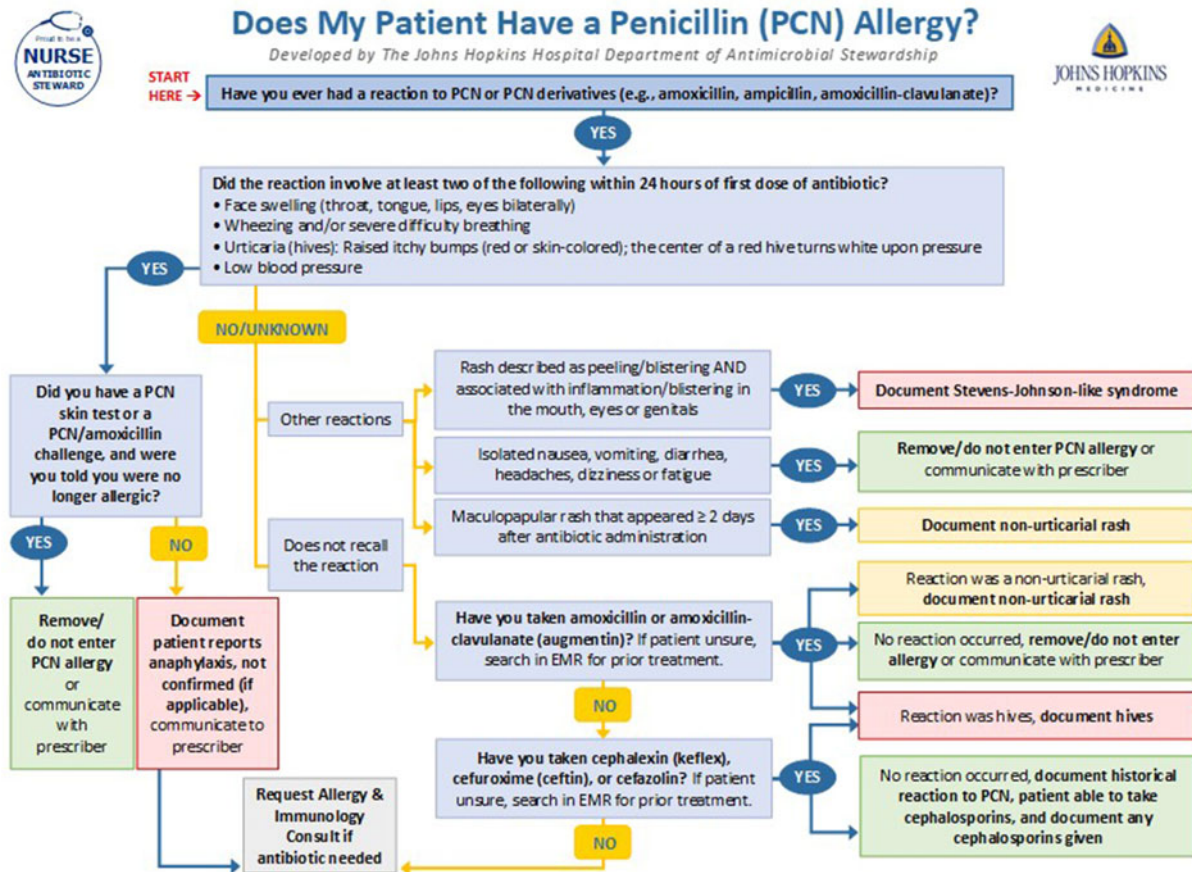 Proud to be a
NURSE
ANTIBIOTIC
STEWARD
Does My Patient Have a Penicillin (PCN) Allergy?
Developed by The Johns Hopkins Hospital Department of Antimicrobial Stewardship
JOHNS HOPKINS
MEDICINE
START
HERE →
Have you ever had a reaction to PCN or PCN derivatives (e.g., amoxicillin, ampicillin, amoxicillin-clavulanate)?
YES
Did the reaction involve at least two of the following within 24 hours of first dose of antibiotic?
• Face swelling (throat, tongue, lips, eyes bilaterally)
• Wheezing and/or severe difficulty breathing
• Urticaria (hives): Raised itchy bumps (red or skin-colored); the center of a red hive turns white upon pressure
• Low blood pressure
YES
NO/UNKNOWN
Did you have a PCN
skin test or a
PCN/amoxicillin
challenge, and were
you told you were no
longer allergic?
YES
NO
Remove/
do not enter
PCN allergy
or
communicate
with
prescriber
Document
patient reports
anaphylaxis, not
confirmed (if
applicable),
communicate to
prescriber
Other reactions
Rash described as peeling/blistering AND
associated with inflammation/blistering in
the mouth, eyes or genitals
YES
Document Stevens-Johnson-like syndrome
Isolated nausea, vomiting, diarrhea,
headaches, dizziness or fatigue
YES
Remove/do not enter PCN allergy or
communicate with prescriber
Maculopapular rash that appeared ≥ 2 days
after antibiotic administration
YES
Document non-urticarial rash
Does not recall
the reaction
Have you taken amoxicillin or amoxicillin-
clavulanate (augmentin)? If patient unsure,
search in EMR for prior treatment.
YES
Reaction was a non-urticarial rash,
document non-urticarial rash
No reaction occurred, remove/do not enter
allergy or communicate with prescriber
Reaction was hives, document hives
NO
Have you taken cephalexin (keflex),
cefuroxime (ceftin), or cefazolin? If patient
unsure, search in EMR for prior treatment.
YES
No reaction occurred, document historical
reaction to PCN, patient able to take
cephalosporins, and document any
cephalosporins given
NO
Request Allergy &
Immunology
Consult if
antibiotic needed